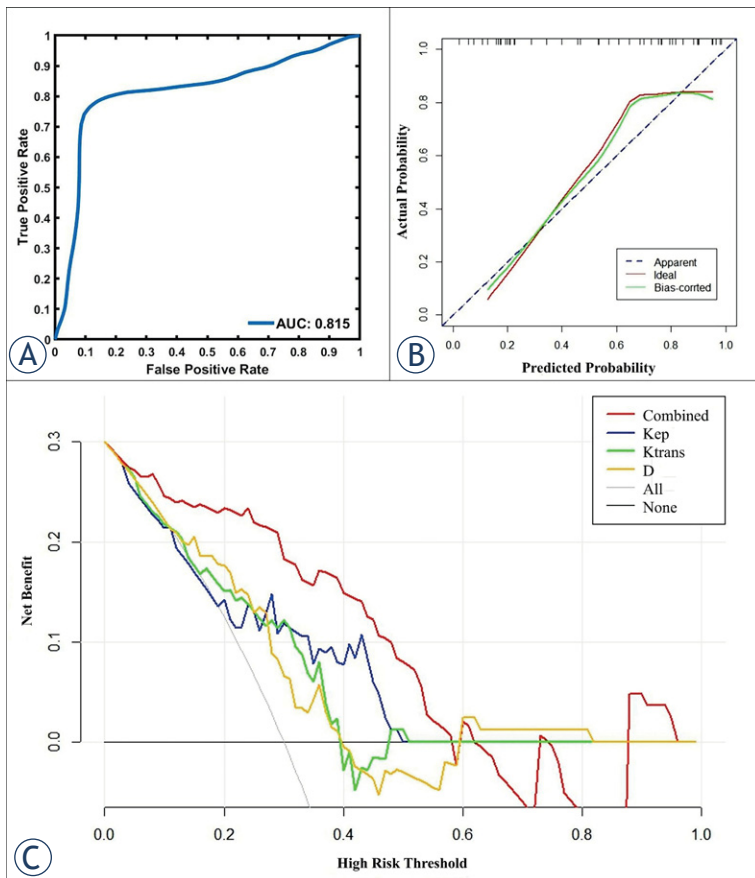 1
0.9
0.8
0.7
0.6
0.5
0.4
0.3
0.2
0.1
0
True Positive Rate
AUC: 0.815
0 0.1 0.2 0.3 0.4 0.5 0.6 0.7 0.8 0.9 1
False Positive Rate
A
1.0
0.8
0.6
0.4
0.2
0.0
Actual Probability
Apparent
Ideal
Bias-corrted
0.0 0.2 0.4 0.6 0.8 1.0
Predicted Probability
B
Combined
Kep
Ktrans
D
All
None
0.3
0.2
0.1
0.0
Net Benefit
0.0 0.2 0.4 0.6 0.8 1.0
High Risk Threshold
C